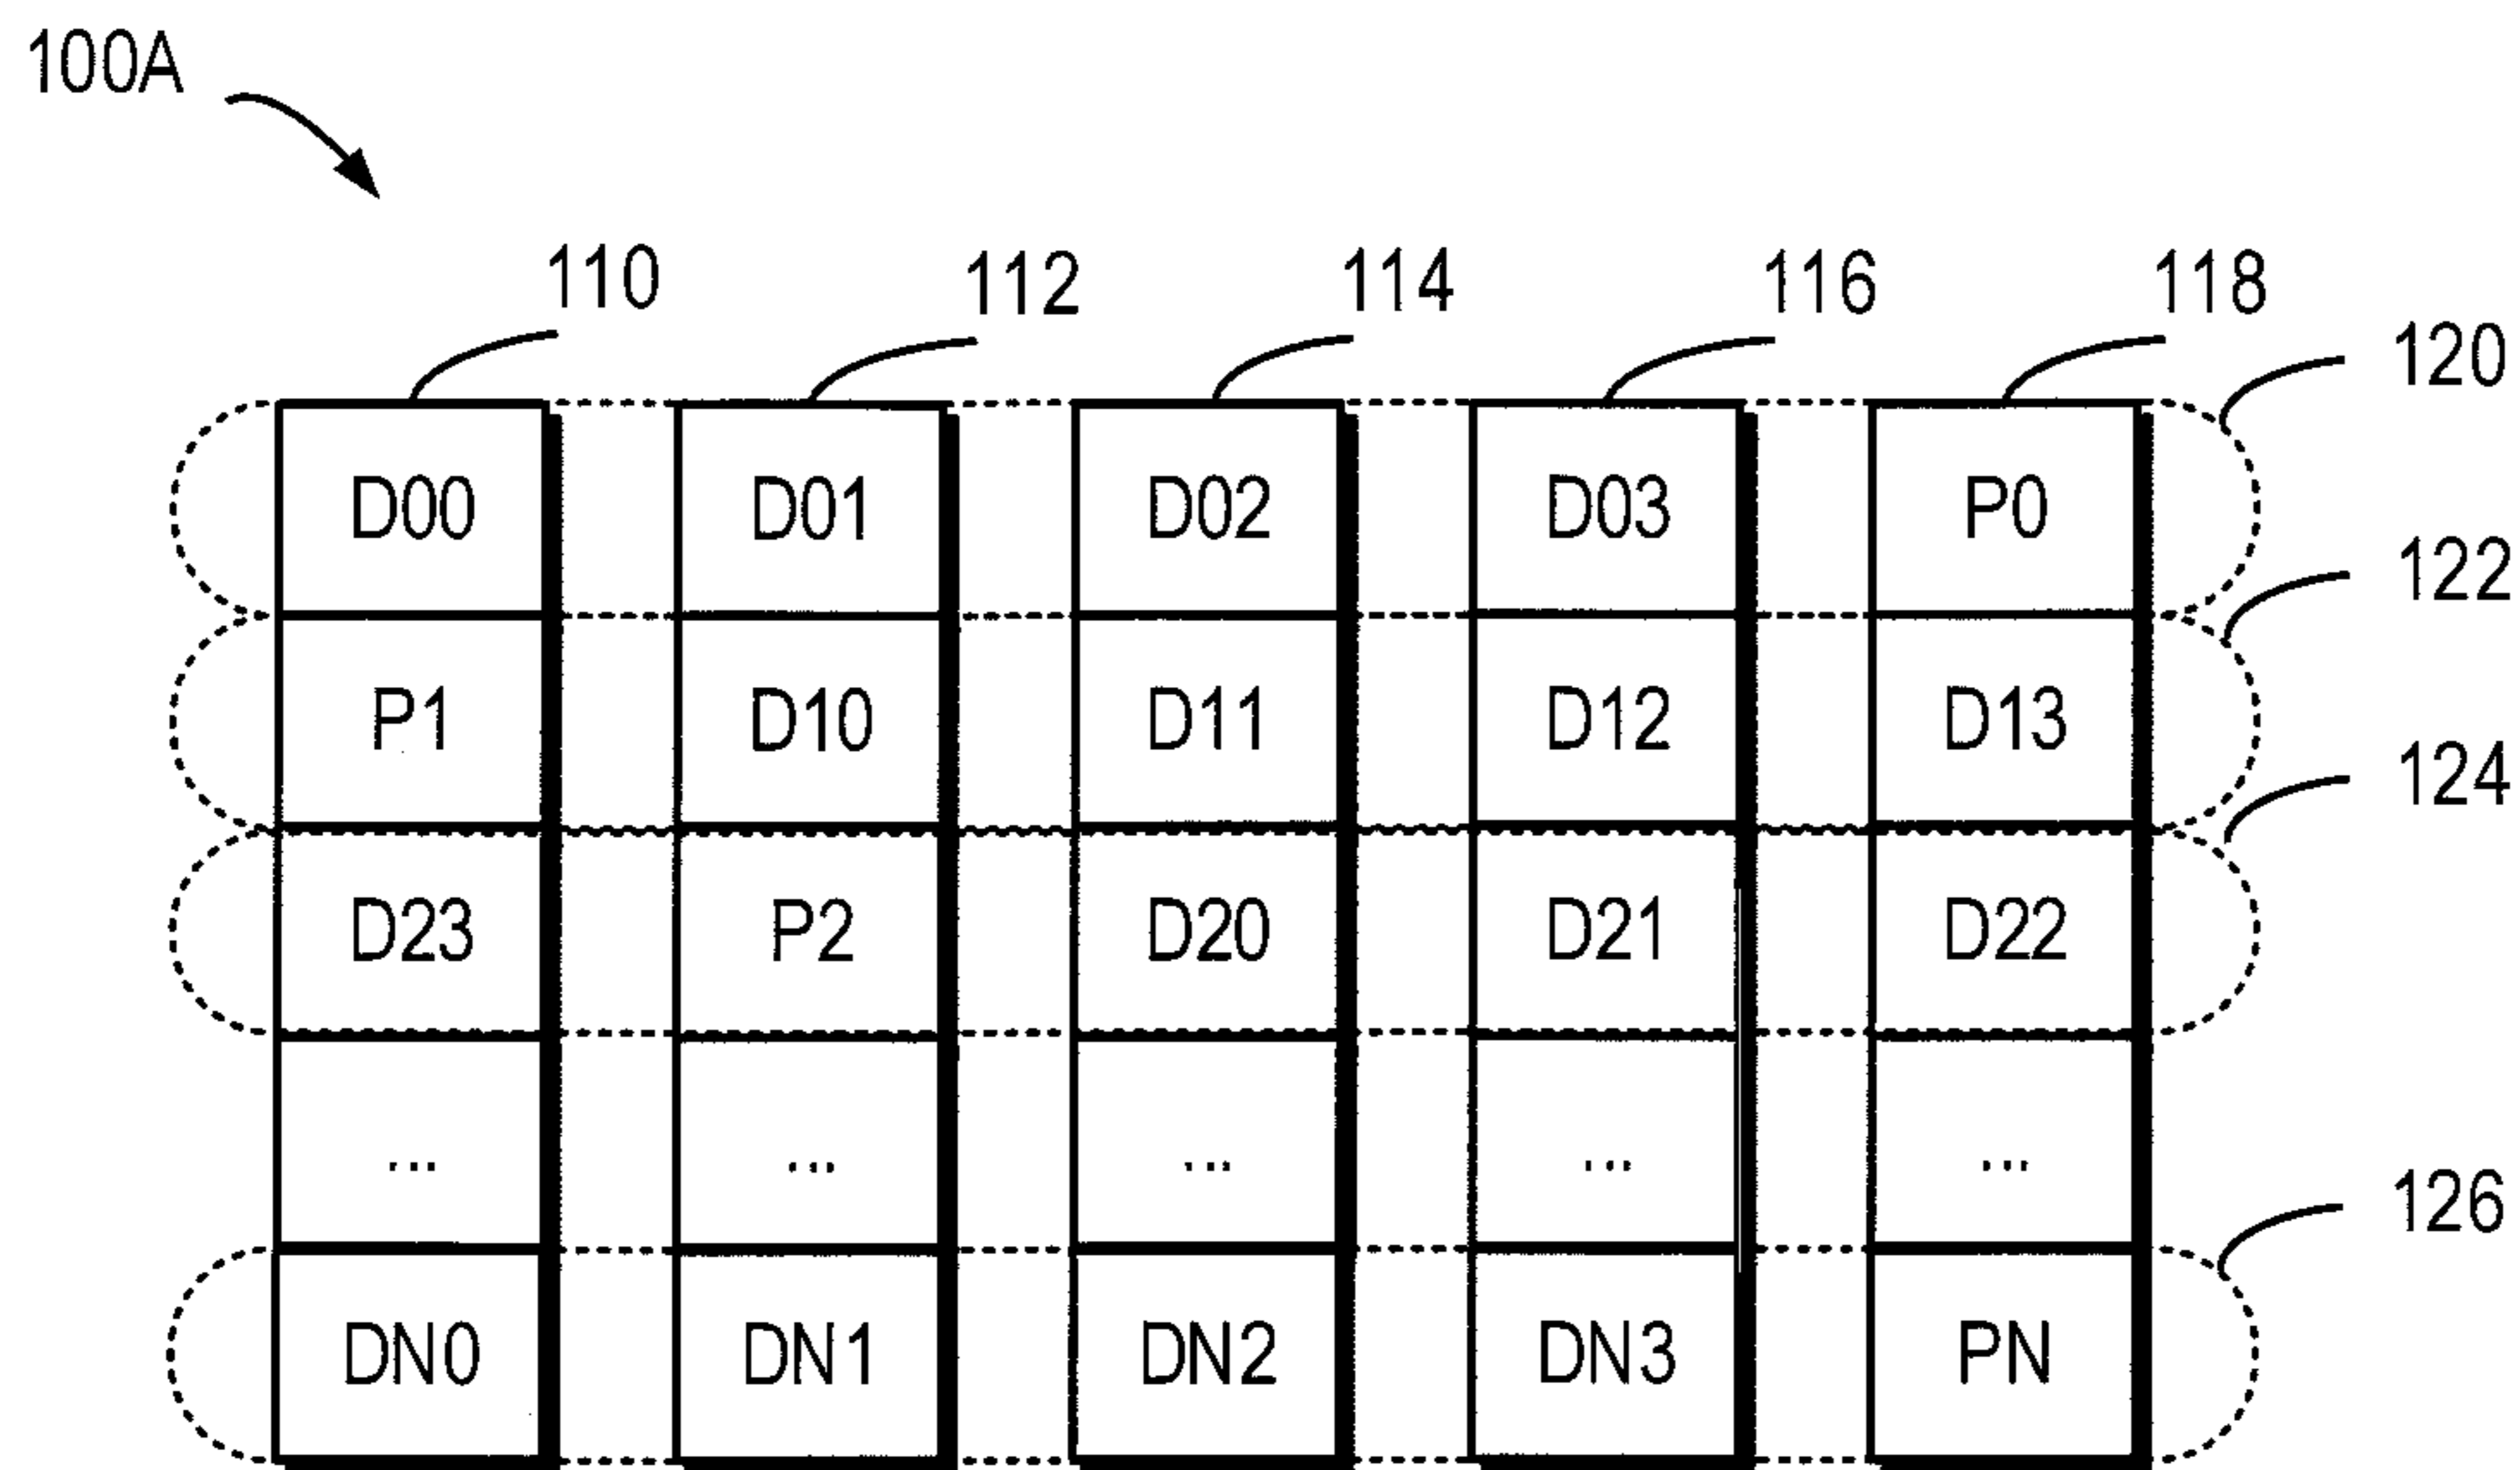 100A
110 112 114 116 118
120
D00 D01 D02 D03 P0
122
P1 D10 D11 D12 D13
124
D23 P2 D20 D21 D22
... ... ... ... ...
126
DN0 DN1 DN2 DN3 PN